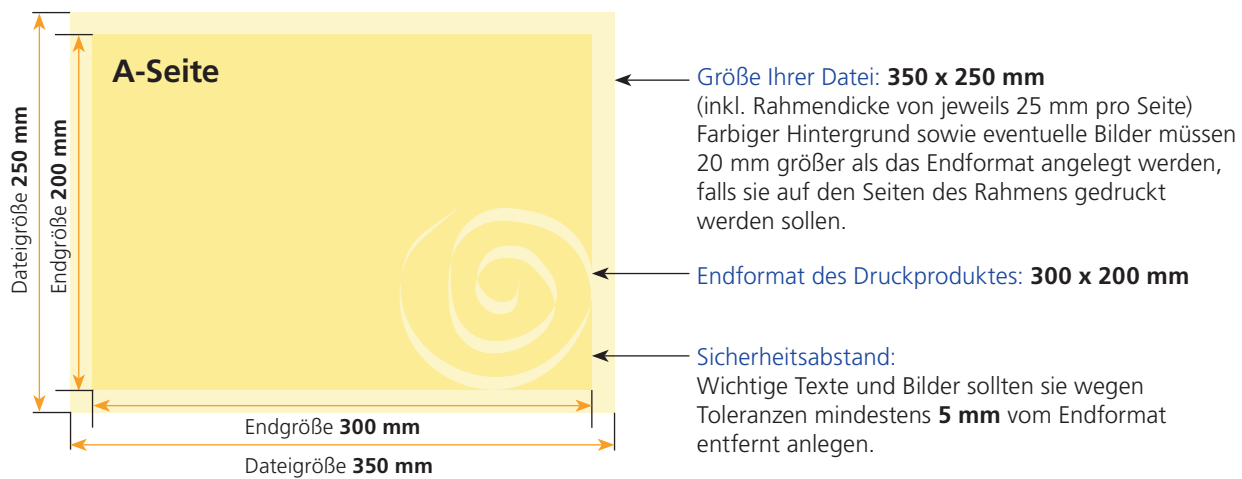 A-Seite
Dateigröße 250 mm
Endgröße 200 mm
Größe Ihrer Datei: 350 x 250 mm
(inkl. Rahmendicke von jeweils 25 mm pro Seite)
Farbiger Hintergrund sowie eventuelle Bilder müssen
20 mm größer als das Endformat angelegt werden,
falls sie auf den Seiten des Rahmens gedruckt
werden sollen.
Endformat des Druckproduktes: 300 x 200 mm
Sicherheitsabstand:
Wichtige Texte und Bilder sollten sie wegen
Toleranzen mindestens 5 mm vom Endformat
entfernt anlegen.
Endgröße 300 mm
Dateigröße 350 mm